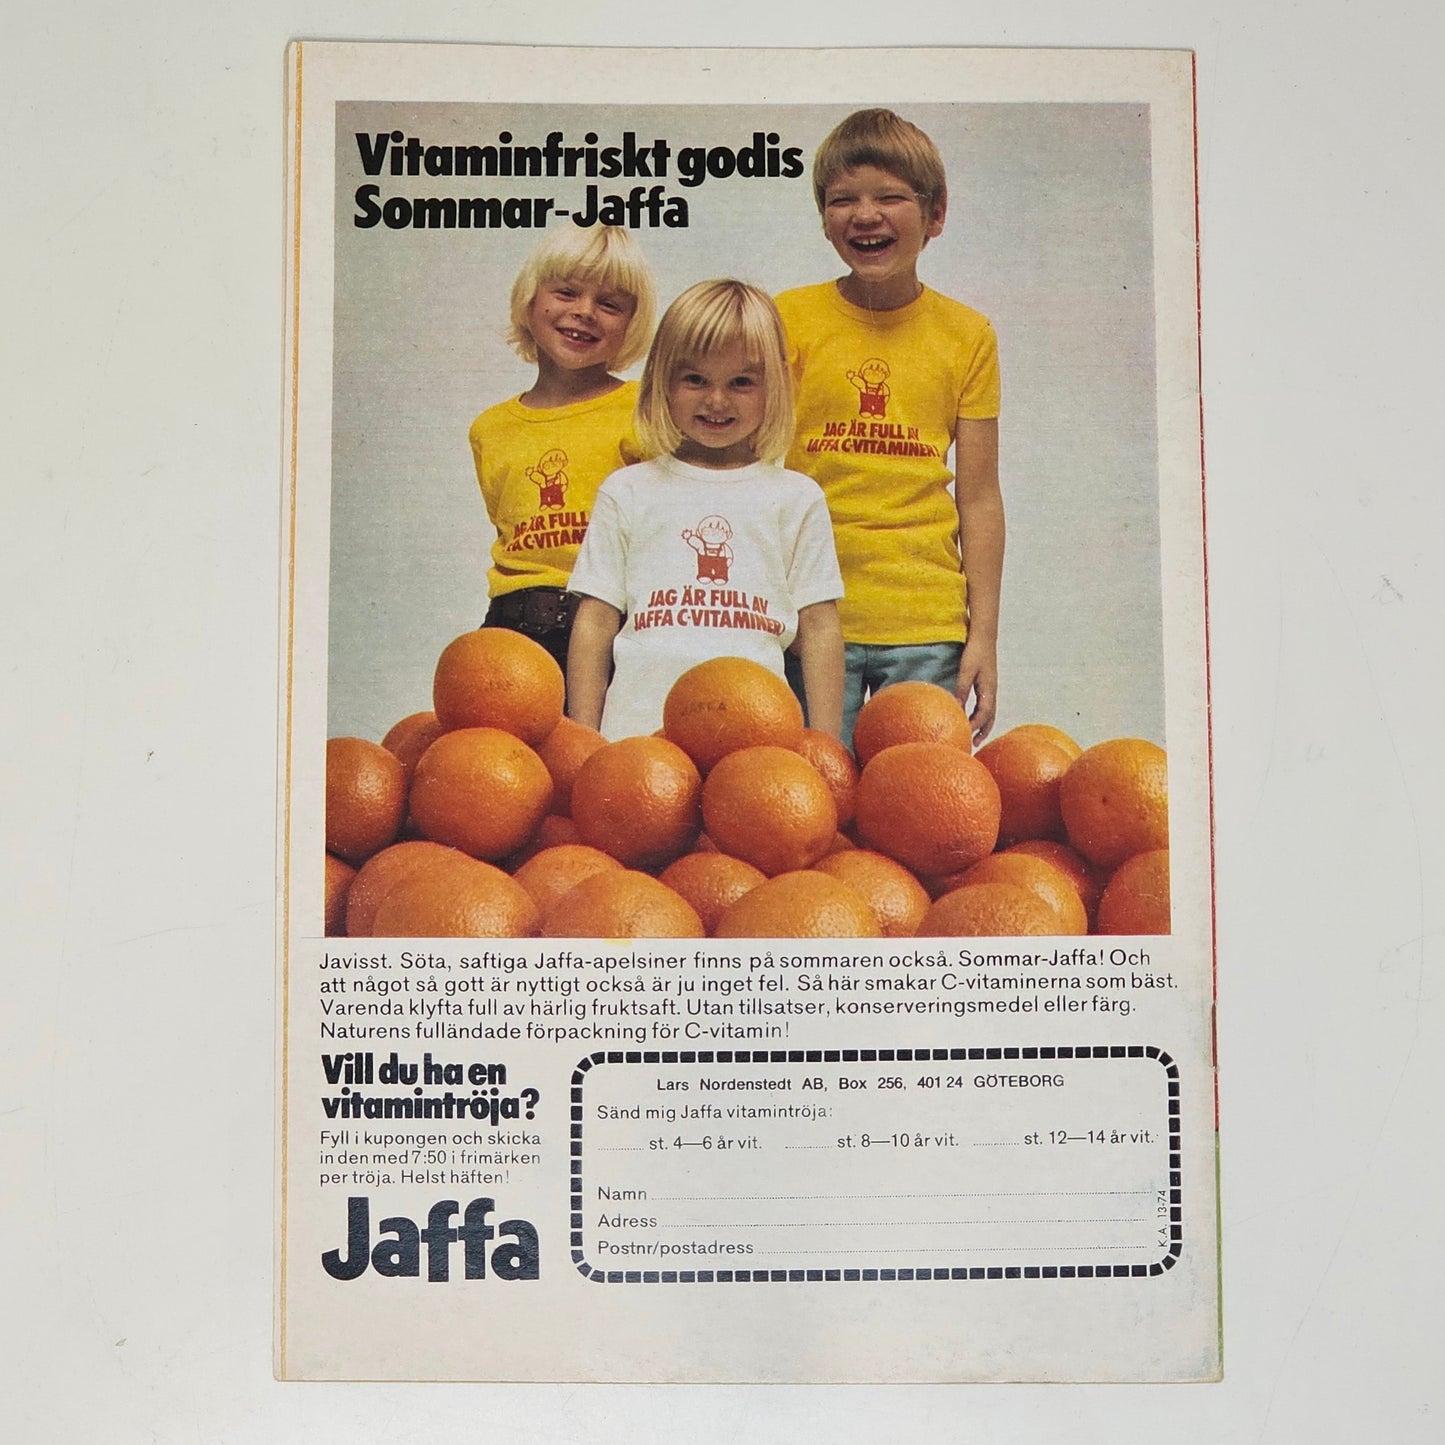 Vitaminfriskt godis
Sommar-Jaffa
JAG ÄR FULL AV
JAFFA C-VITAMINER!
JAG ÄR FULL
JAG ÄR FULL AV
JAFFA C-VITAMINER!
JAFFA
Javisst. Söta, saftiga Jaffa-apelsiner finns på sommaren också. Sommar-Jaffa! Och
att något så gott är nyttigt också är ju inget fel. Så här smakar C-vitaminerna som bäst.
Varenda klyfta full av härlig fruktsaft. Utan tillsatser, konserveringsmedel eller färg.
Naturens fulländade förpackning för C-vitamin!
Vill du ha en
vitamintröja?
Fyll i kupongen och skicka
in den med 7:50 i frimärken
per tröja. Helst häften!
Jaffa
Lars Nordenstedt AB, Box 256, 401 24 GÖTEBORG
Sänd mig Jaffa vitamintröja:
st. 4—6 år vit. st. 8—10 år vit. st. 12—14 år vit.
Namn
Adress
Postnr/postadress
K.A. 13-74